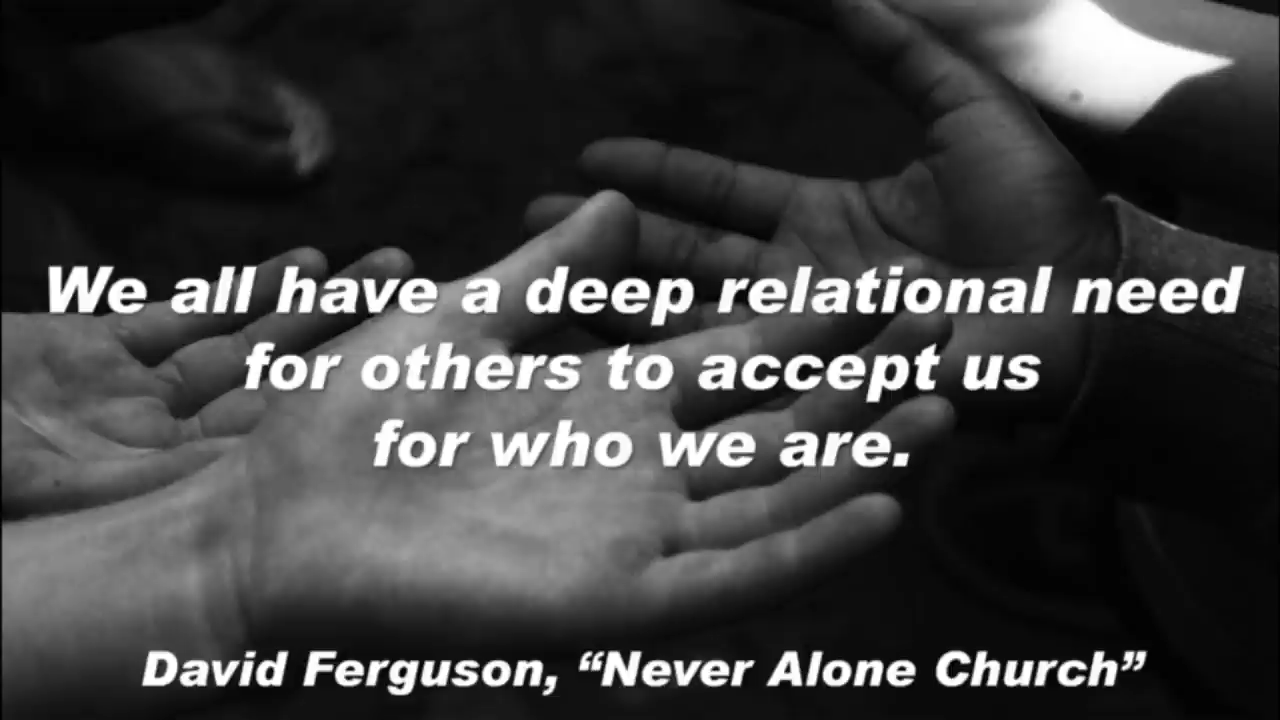 We all have a deep relational need
for others to accept us
for who we are.
David Ferguson, “Never Alone Church”